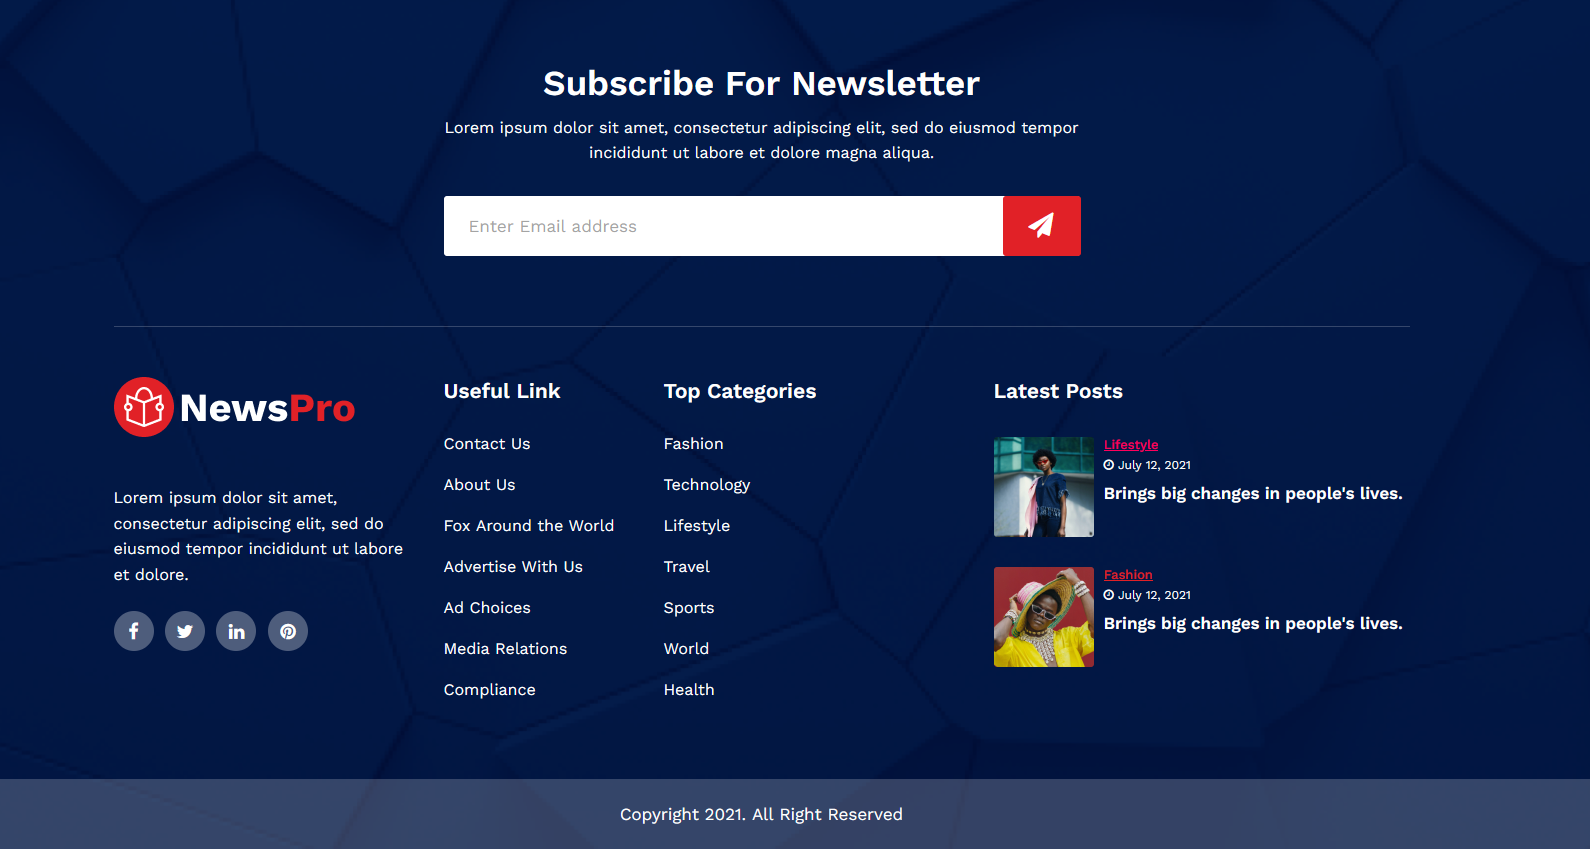 Subscribe For Newsletter
Lorem ipsum dolor sit amet, consectetur adipiscing elit, sed do eiusmod tempor
incididunt ut labore et dolore magna aliqua.
Enter Email address
NewsPro
Lorem ipsum dolor sit amet,
consectetur adipiscing elit, sed do
eiusmod tempor incididunt ut labore
et dolore.
Useful Link
Contact Us
About Us
Fox Around the World
Advertise With Us
Ad Choices
Media Relations
Compliance
Top Categories
Fashion
Technology
Lifestyle
Travel
Sports
World
Health
Latest Posts
Lifestyle
July 12, 2021
Brings big changes in people's lives.
Fashion
July 12, 2021
Brings big changes in people's lives.
Copyright 2021. All Right Reserved